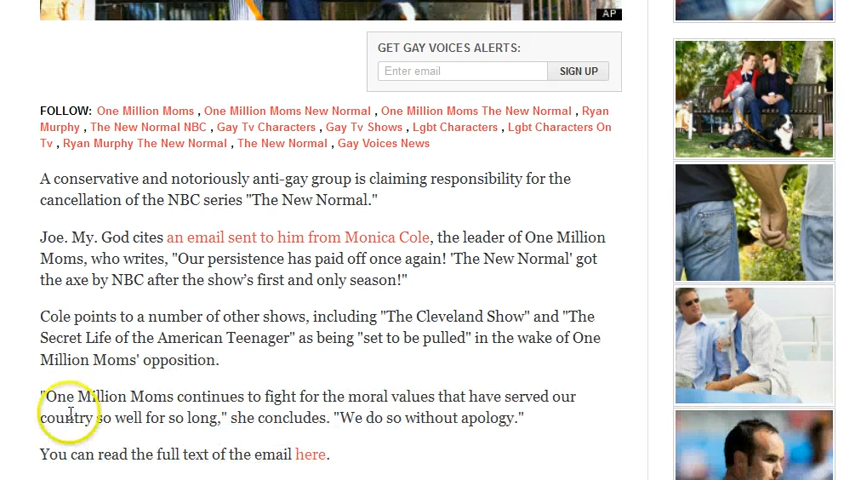 AP
GET GAY VOICES ALERTS:
Enter email
SIGN UP
FOLLOW: One Million Moms , One Million Moms New Normal , One Million Moms The New Normal , Ryan
Murphy , The New Normal NBC , Gay Tv Characters , Gay Tv Shows , Lgbt Characters , Lgbt Characters On
Tv , Ryan Murphy The New Normal , The New Normal , Gay Voices News
A conservative and notoriously anti-gay group is claiming responsibility for the
cancellation of the NBC series "The New Normal."
Joe. My. God cites an email sent to him from Monica Cole, the leader of One Million
Moms, who writes, "Our persistence has paid off once again! 'The New Normal' got
the axe by NBC after the show's first and only season!"
Cole points to a number of other shows, including "The Cleveland Show" and "The
Secret Life of the American Teenager" as being "set to be pulled" in the wake of One
Million Moms' opposition.
"One Million Moms continues to fight for the moral values that have served our
country so well for so long," she concludes. "We do so without apology."
You can read the full text of the email here.